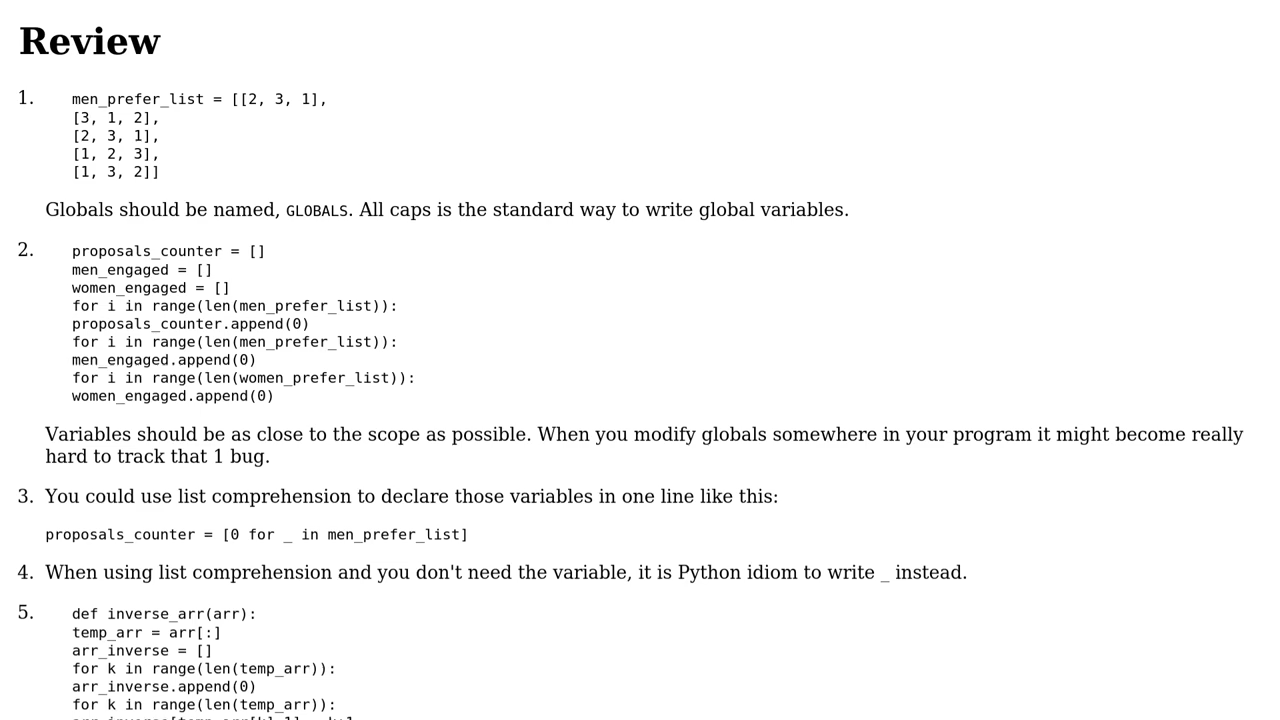 Review
1. men_prefer_list = [[2, 3, 1],
[3, 1, 2],
[2, 3, 1],
[1, 2, 3],
[1, 3, 2]]
Globals should be named, GLOBALS. All caps is the standard way to write global variables.
2. proposals_counter = []
men_engaged = []
women_engaged = []
for i in range(len(men_prefer_list)):
proposals_counter.append(0)
for i in range(len(men_prefer_list)):
men_engaged.append(0)
for i in range(len(women_prefer_list)):
women_engaged.append(0)
Variables should be as close to the scope as possible. When you modify globals somewhere in your program it might become really
hard to track that 1 bug.
3. You could use list comprehension to declare those variables in one line like this:
proposals_counter = [0 for _ in men_prefer_list]
4. When using list comprehension and you don't need the variable, it is Python idiom to write _ instead.
5. def inverse_arr(arr):
temp_arr = arr[:]
arr_inverse = []
for k in range(len(temp_arr)):
arr_inverse.append(0)
for k in range(len(temp_arr)):